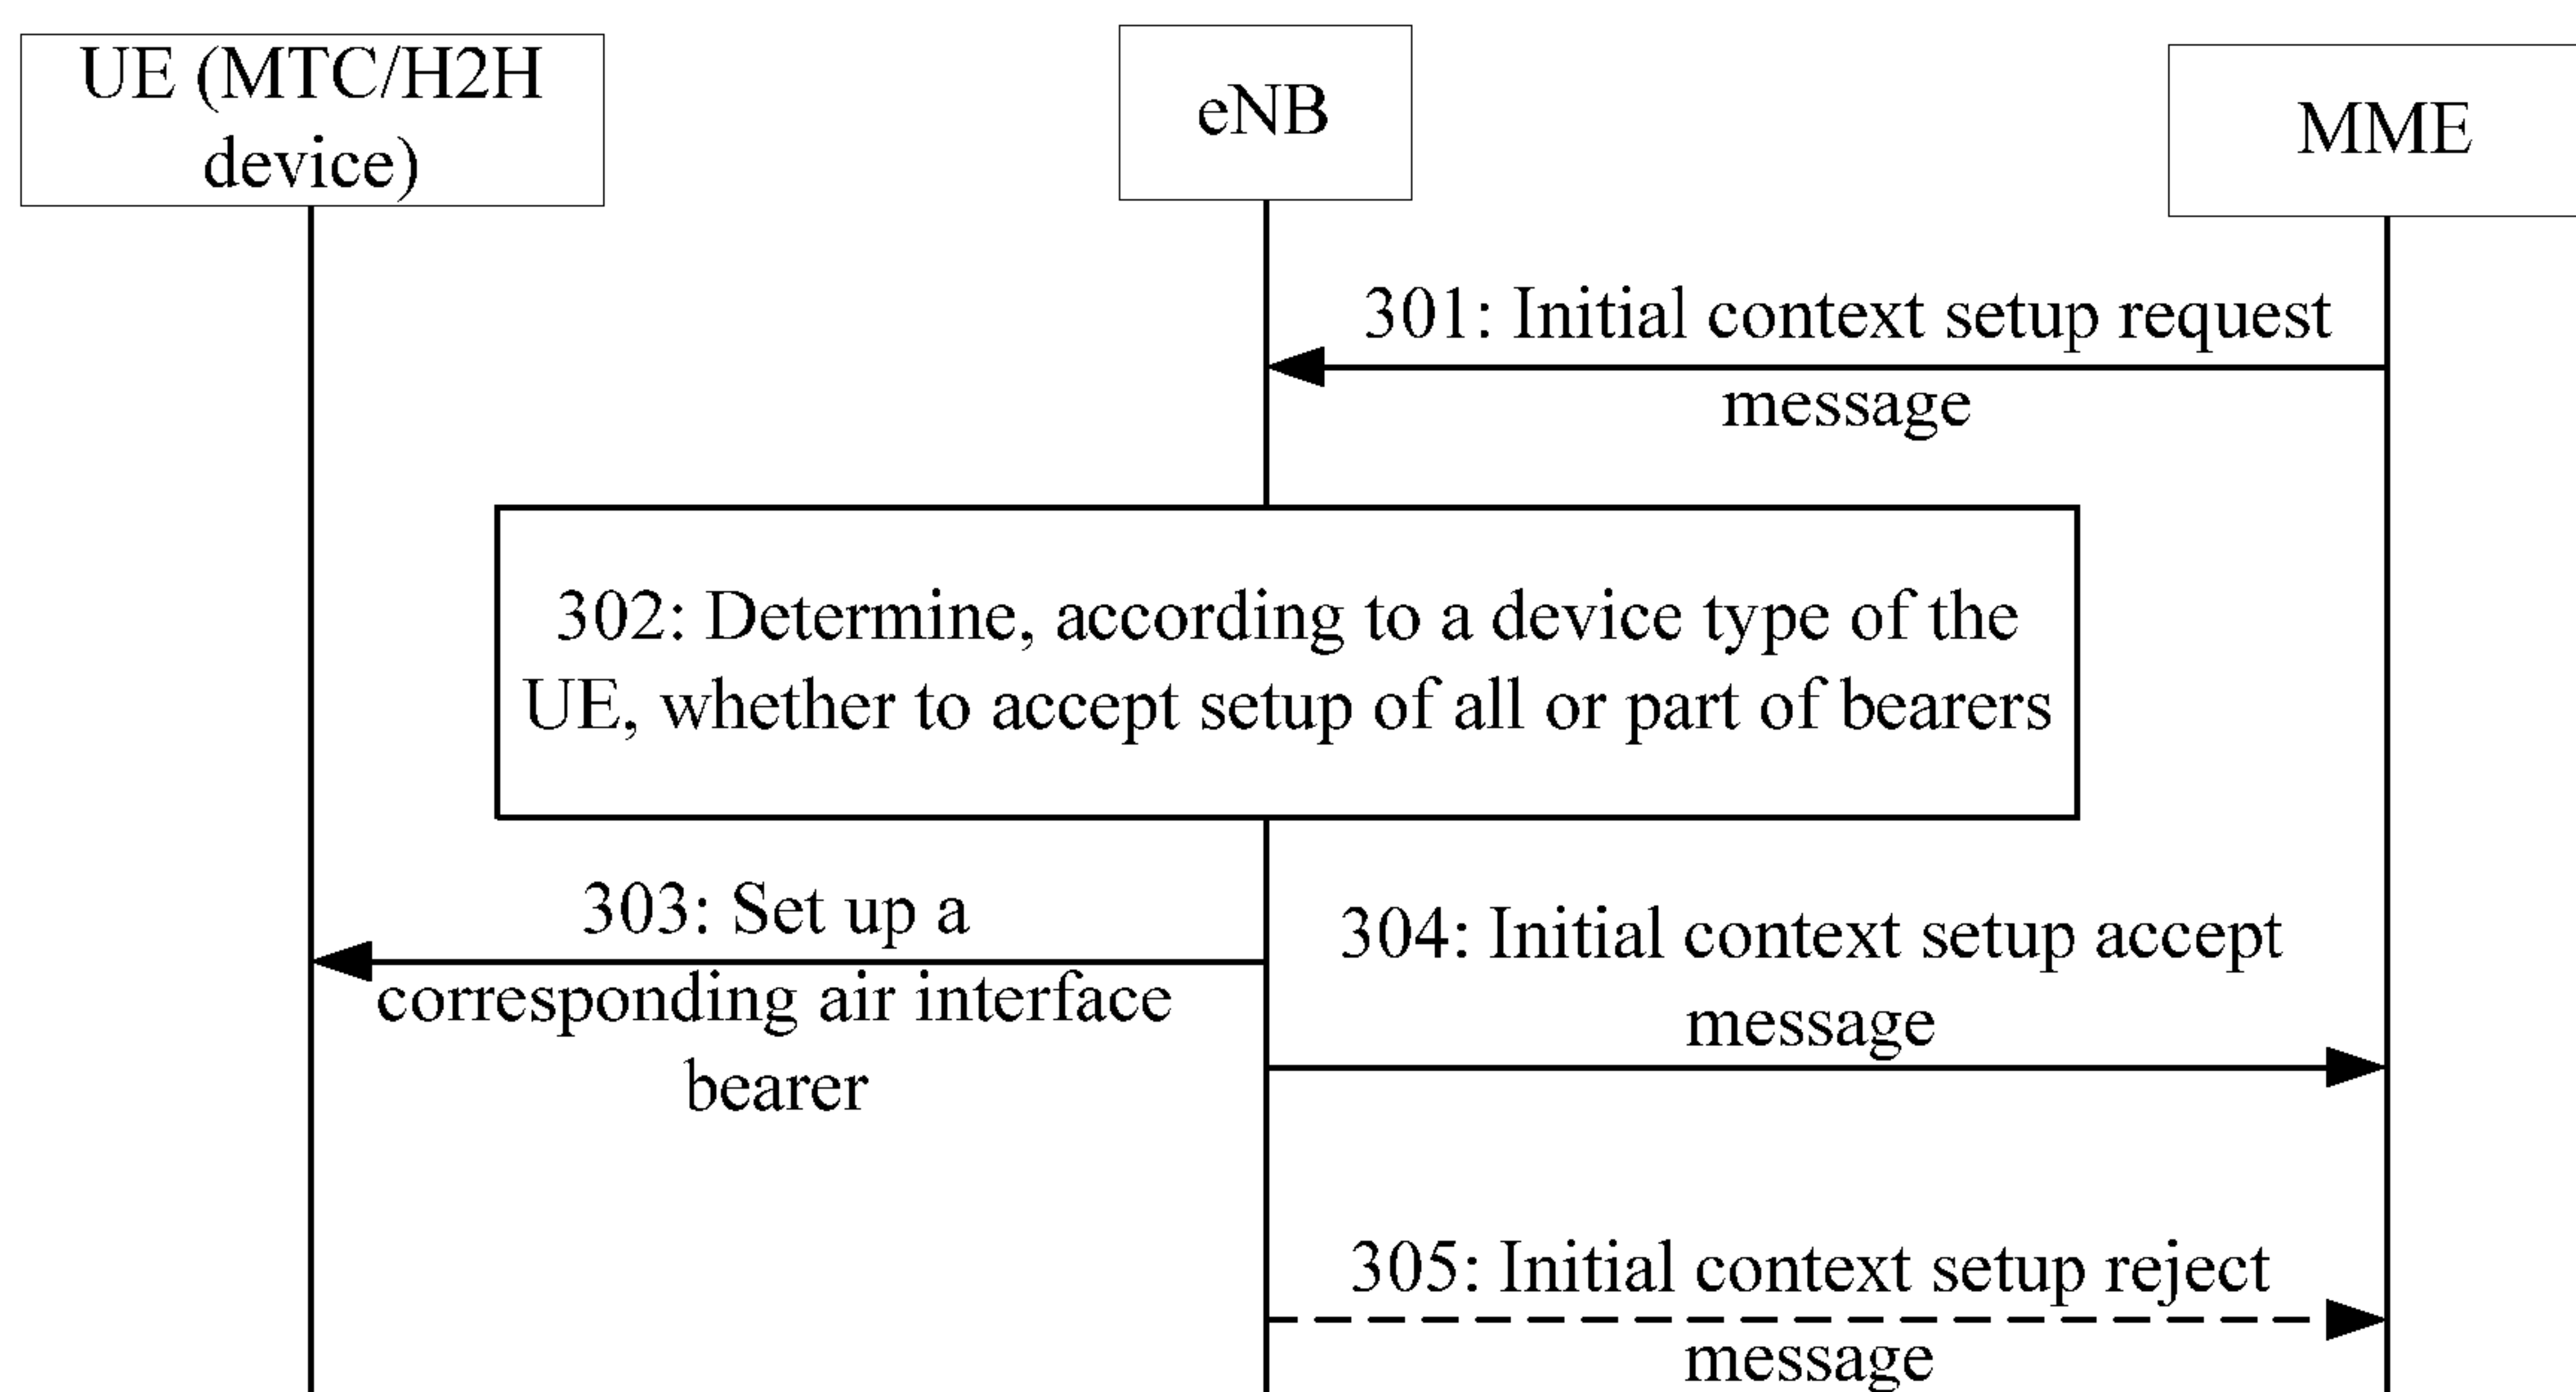 UE (MTC/H2H
device)
eNB
MME
301: Initial context setup request
message
302: Determine, according to a device type of the
UE, whether to accept setup of all or part of bearers
303: Set up a
corresponding air interface
bearer
304: Initial context setup accept
message
305: Initial context setup reject
message